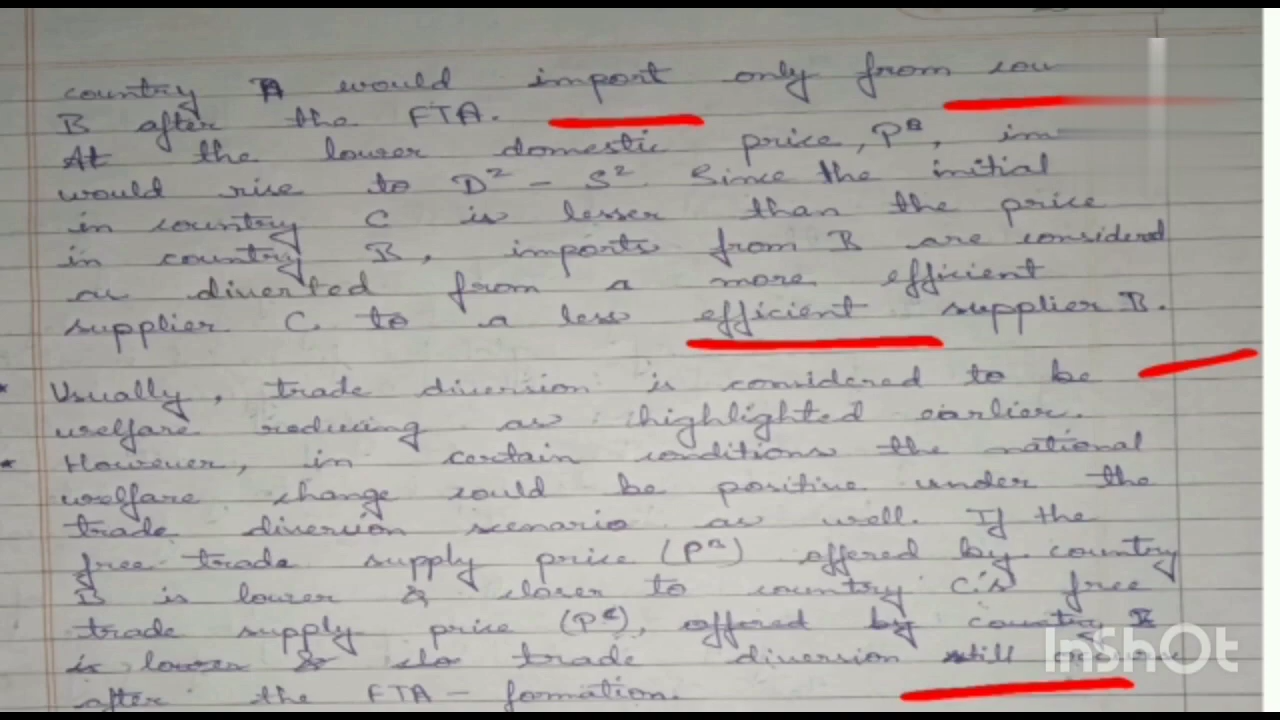 country A would import only from cou
B after the FTA.
At the lower domestic price, Pᴮ, im
would rise to D² - S². Since the initial
in country C is lesser than the price
in country B, imports from B are considered
as diverted from a more efficient
supplier C to a less efficient supplier B.
* Usually, trade diversion is considered to be
welfare reducing as highlighted earlier.
* However, in certain conditions the national
welfare change could be positive under the
trade diversion scenario as well. If the
free trade supply price (Pᴮ) offered by country
B is lower & closer to country C's free
trade supply price (Pᶜ), offered by country B
is lower & clo trade diversion still
after the FTA - formation.
InShOt